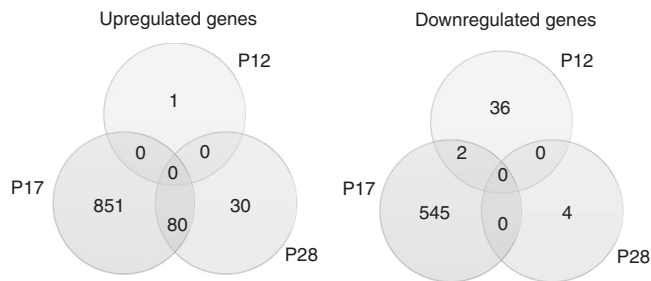 Upregulated genes
P12
1
0
0
0
P17
851
30
80
P28
Downregulated genes
P12
36
2
0
0
P17
545
4
0
P28